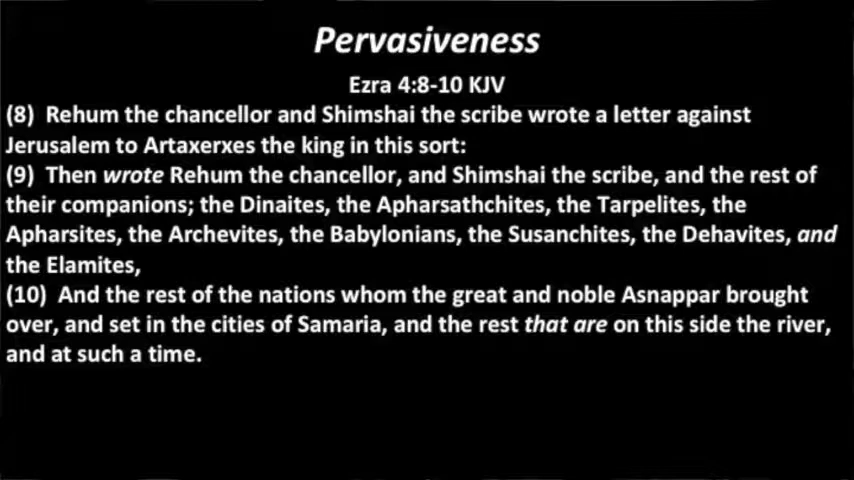 Pervasiveness
Ezra 4:8-10 KJV
(8) Rehum the chancellor and Shimshai the scribe wrote a letter against
Jerusalem to Artaxerxes the king in this sort:
(9) Then wrote Rehum the chancellor, and Shimshai the scribe, and the rest of
their companions; the Dinaites, the Apharsathchites, the Tarpelites, the
Apharsites, the Archevites, the Babylonians, the Susanchites, the Dehavites, and
the Elamites,
(10) And the rest of the nations whom the great and noble Asnappar brought
over, and set in the cities of Samaria, and the rest that are on this side the river,
and at such a time.